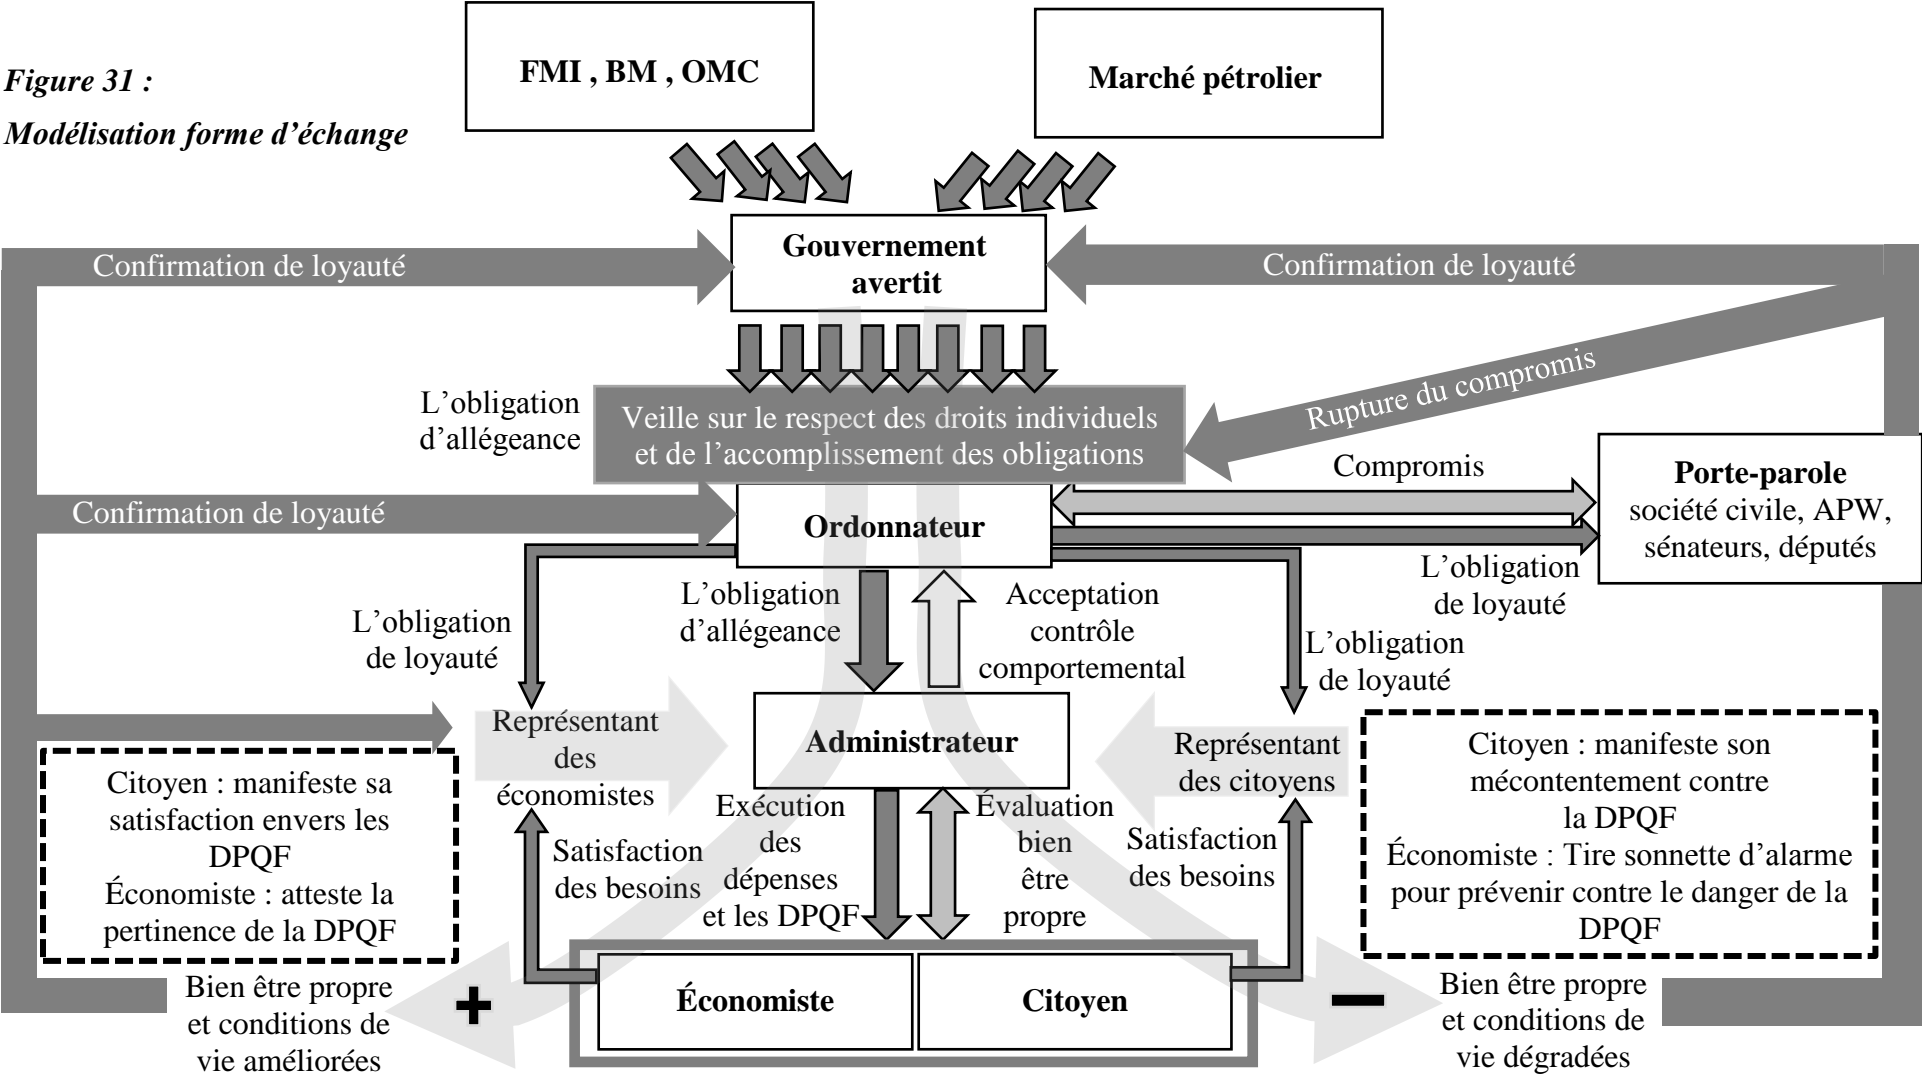 Figure 31 :
Modélisation forme d’échange
FMI , BM , OMC
Marché pétrolier
Gouvernement
avertit
Confirmation de loyauté
Confirmation de loyauté
Rupture du compromis
L’obligation
d’allégeance
Veille sur le respect des droits individuels
et de l’accomplissement des obligations
Compromis
Porte-parole
société civile, APW,
sénateurs, députés
Confirmation de loyauté
Ordonnateur
L’obligation
de loyauté
L’obligation
d’allégeance
Acceptation
contrôle
comportemental
L’obligation
de loyauté
L’obligation
de loyauté
Représentant
des
économistes
Administrateur
Représentant
des citoyens
Citoyen : manifeste sa
satisfaction envers les
DPQF
Économiste : atteste la
pertinence de la DPQF
Citoyen : manifeste son
mécontentement contre
la DPQF
Économiste : Tire sonnette d’alarme
pour prévenir contre le danger de la
DPQF
Satisfaction
des besoins
Exécution
des
dépenses
et les DPQF
Évaluation
bien
être
propre
Satisfaction
des besoins
Bien être propre
et conditions de
vie améliorées
+
Économiste
Citoyen
–
Bien être propre
et conditions de
vie dégradées